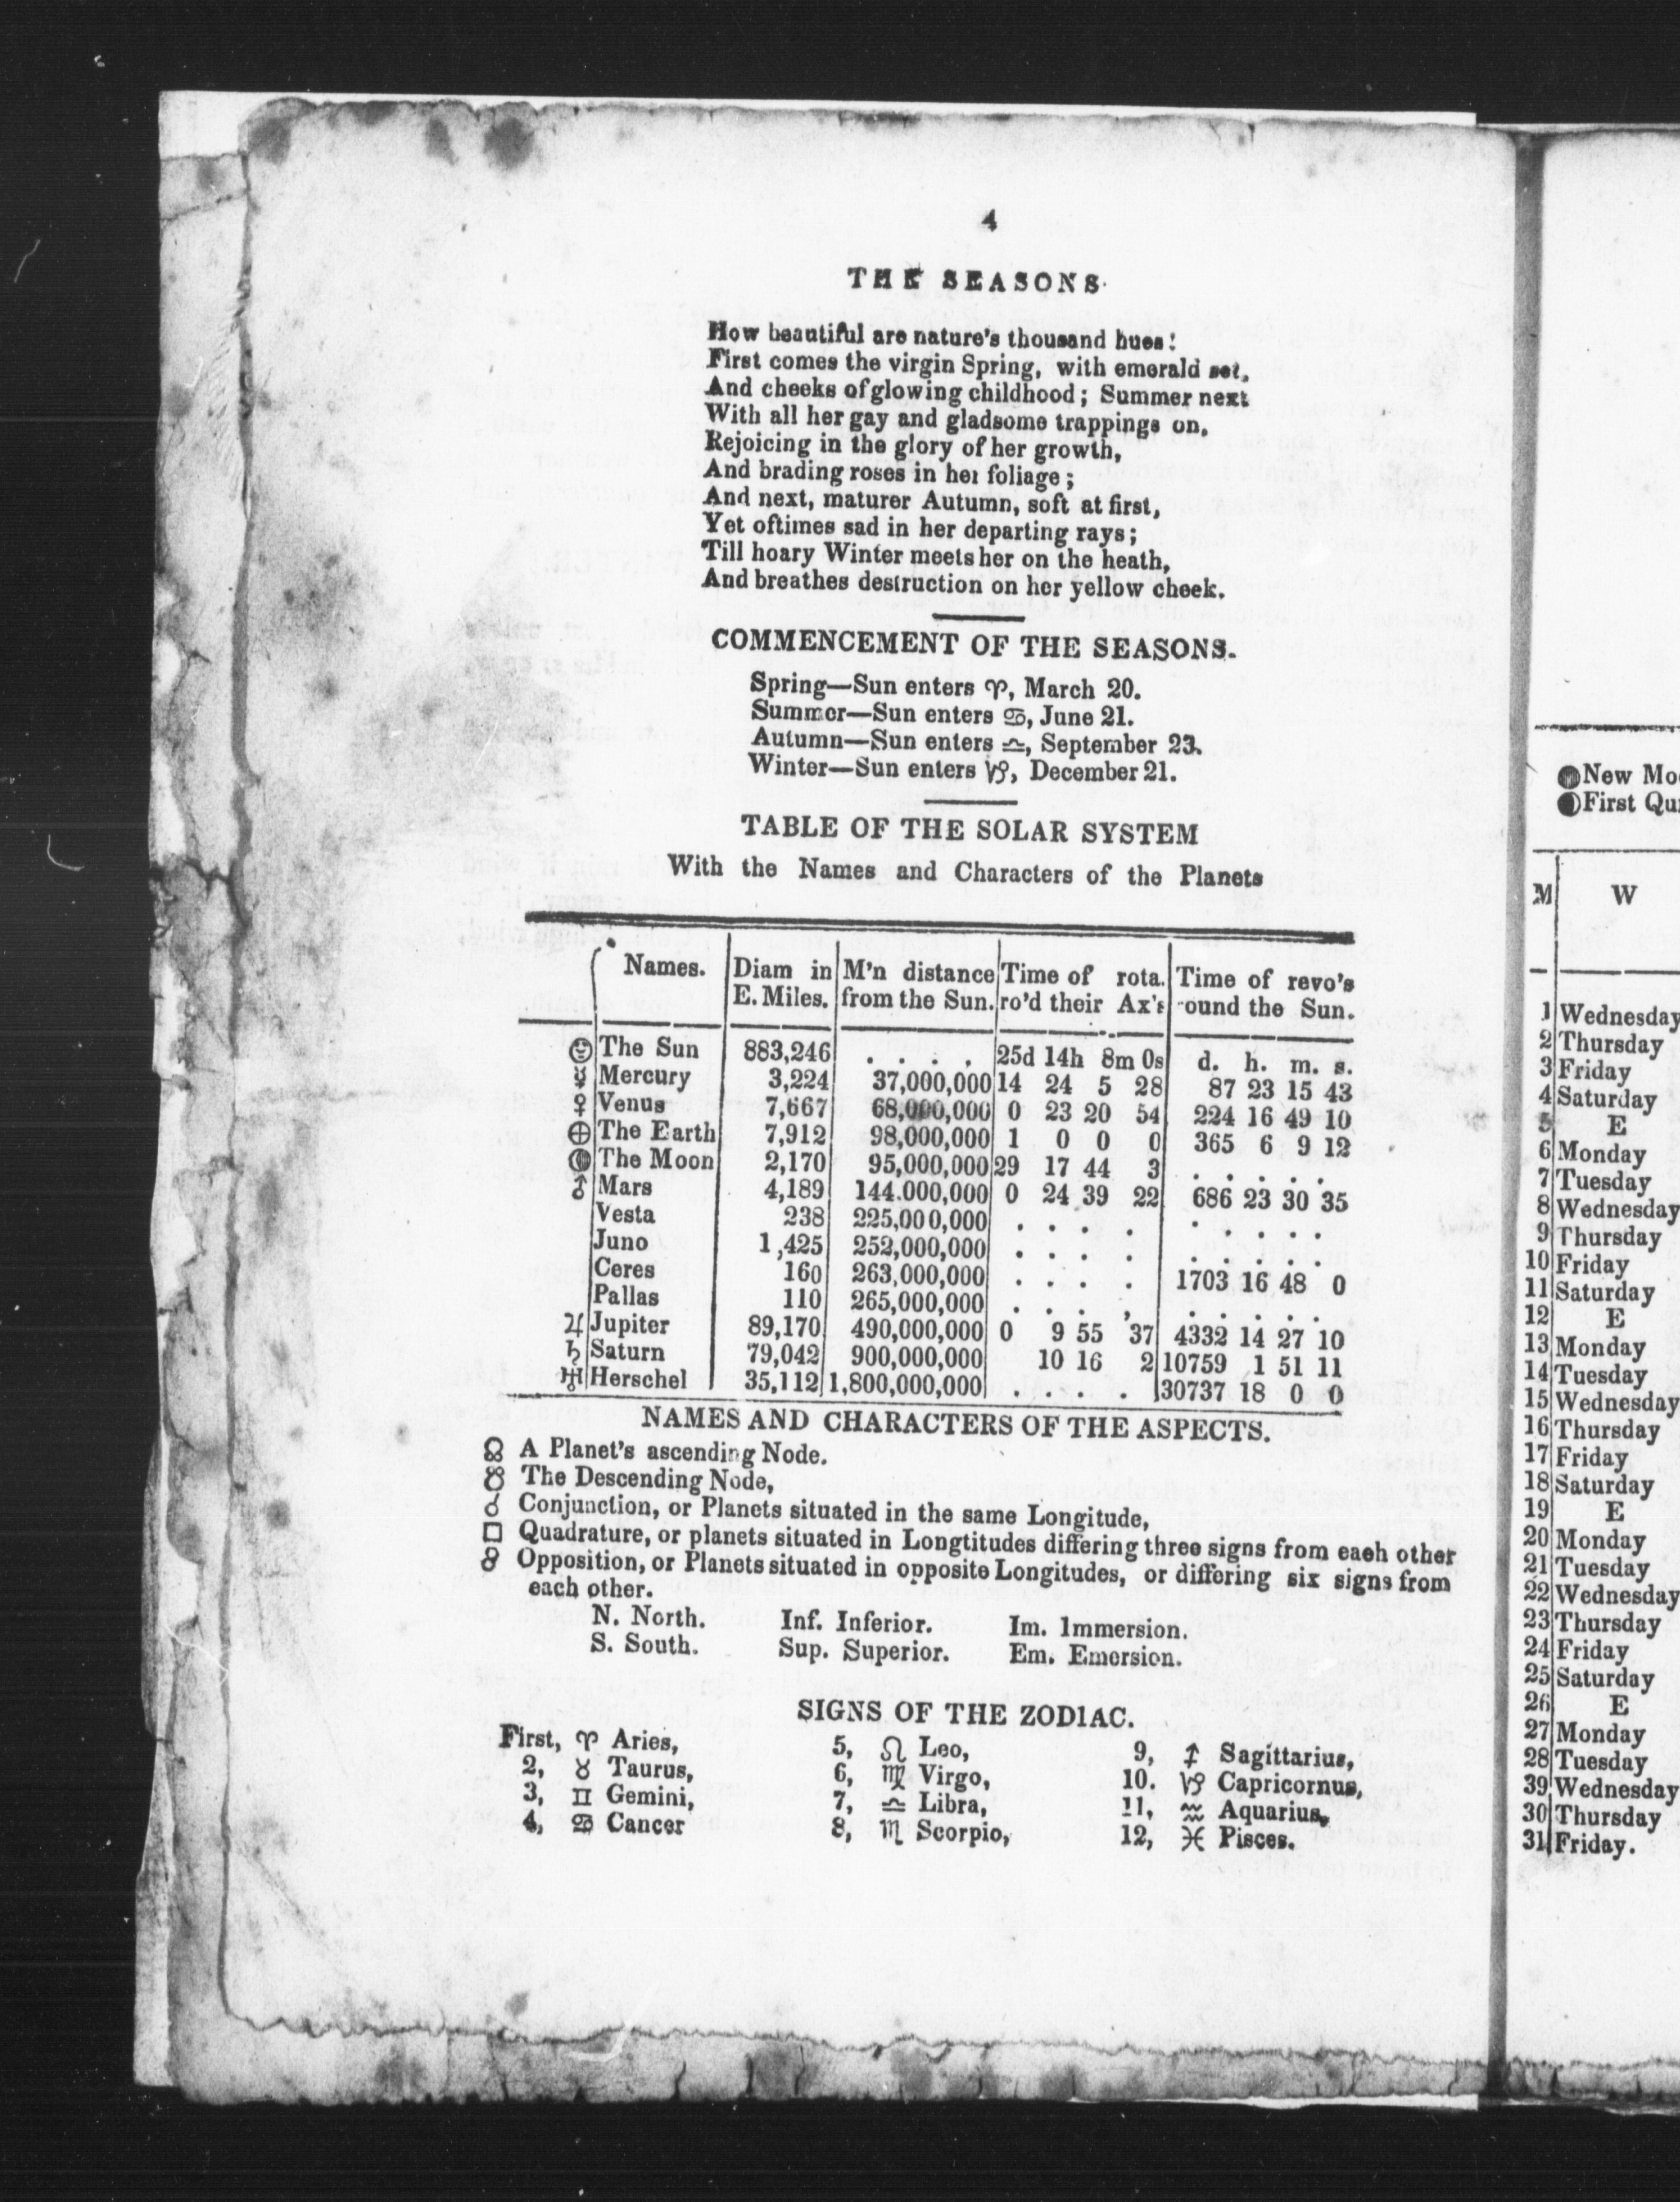 4
THE SEASONS.
How beautiful are nature's thousand hues!
First comes the virgin Spring, with emerald set,
And cheeks of glowing childhood; Summer next
With all her gay and gladsome trappings on,
Rejoicing in the glory of her growth,
And brading roses in her foliage;
And next, maturer Autumn, soft at first,
Yet oftimes sad in her departing rays;
Till hoary Winter meets her on the heath,
And breathes destruction on her yellow cheek.
COMMENCEMENT OF THE SEASONS.
Spring—Sun enters ♈, March 20.
Summer—Sun enters ♋, June 21.
Autumn—Sun enters ♎, September 23.
Winter—Sun enters ♑, December 21.
TABLE OF THE SOLAR SYSTEM
With the Names and Characters of the Planets
Names. Diam in M'n distance Time of rota. Time of revo's
E. Miles. from the Sun. ro'd their Ax's ound the Sun.
☉ The Sun 883,246 . . . . 25d 14h 8m 0s d. h. m. s.
☿ Mercury 3,224 37,000,000 14 24 5 28 87 23 15 43
♀ Venus 7,667 68,000,000 0 23 20 54 224 16 49 10
⊕ The Earth 7,912 98,000,000 1 0 0 0 365 6 9 12
The Moon 2,170 95,000,000 29 17 44 3 . . . . .
♂ Mars 4,189 144.000,000 0 24 39 22 686 23 30 35
Vesta 238 225,000,000 . . . . . . . . .
Juno 1,425 252,000,000 . . . . . . . . .
Ceres 160 263,000,000 . . . . 1703 16 48 0
Pallas 110 265,000,000 . . . , . . . . .
♃ Jupiter 89,170 490,000,000 0 9 55 37 4332 14 27 10
♄ Saturn 79,042 900,000,000 10 16 2 10759 1 51 11
♅ Herschel 35,112 1,800,000,000 . . . . 30737 18 0 0
NAMES AND CHARACTERS OF THE ASPECTS.
☊ A Planet's ascending Node.
☋ The Descending Node,
☌ Conjunction, or Planets situated in the same Longitude,
□ Quadrature, or planets situated in Longtitudes differing three signs from eaeh other
☍ Opposition, or Planets situated in opposite Longitudes, or differing six signs from
each other.
N. North. Inf. Inferior. Im. Immersion.
S. South. Sup. Superior. Em. Emersion.
SIGNS OF THE ZOD1AC.
First, ♈ Aries, 5, ♌ Leo, 9, ♐ Sagittarius,
2, ♉ Taurus, 6, ♍ Virgo, 10. ♑ Capricornus,
3, ♊ Gemini, 7, ♎ Libra, 11, ♒ Aquarius,
4, ♋ Cancer 8, ♏ Scorpio, 12, ♓ Pisces.
New Mo
First Qu
M W
1 Wednesday
2 Thursday
3 Friday
4 Saturday
5 E
6 Monday
7 Tuesday
8 Wednesday
9 Thursday
10 Friday
11 Saturday
12 E
13 Monday
14 Tuesday
15 Wednesday
16 Thursday
17 Friday
18 Saturday
19 E
20 Monday
21 Tuesday
22 Wednesday
23 Thursday
24 Friday
25 Saturday
26 E
27 Monday
28 Tuesday
39 Wednesday
30 Thursday
31 Friday.